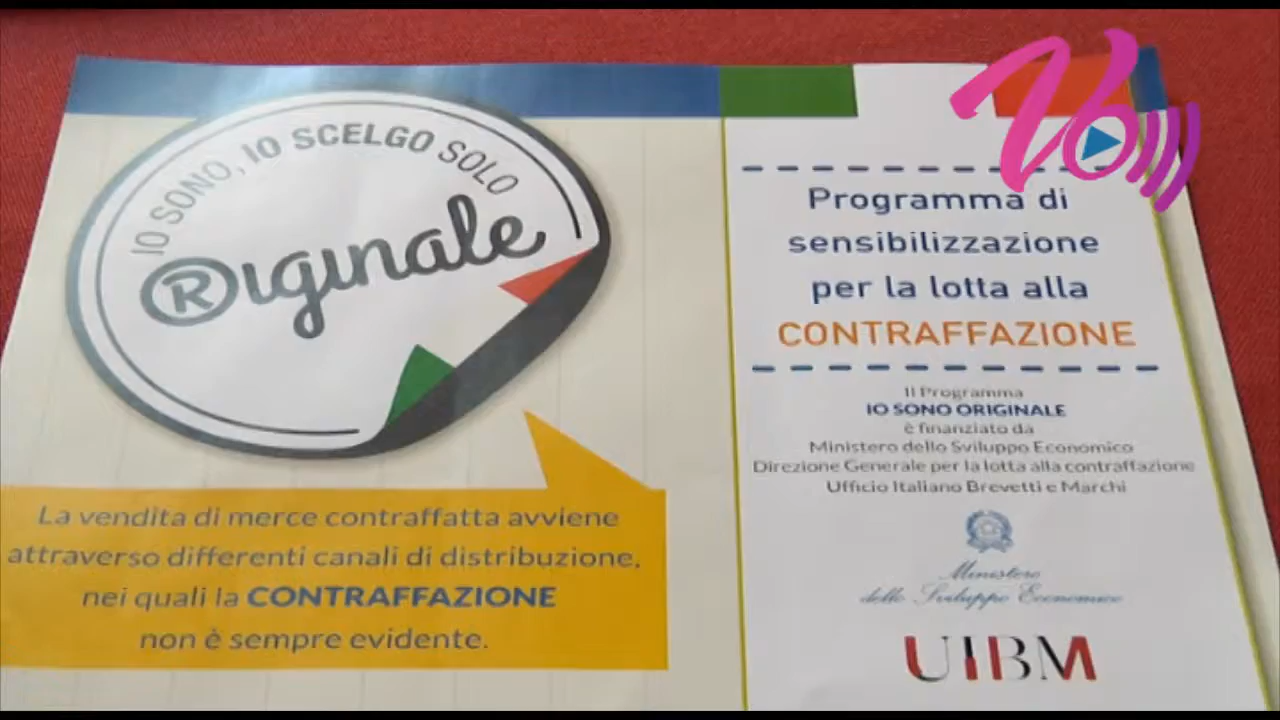 IO SONO, IO SCELGO SOLO
®iginale
La vendita di merce contraffatta avviene
attraverso differenti canali di distribuzione,
nei quali la CONTRAFFAZIONE
non è sempre evidente.
Programma di
sensibilizzazione
per la lotta alla
CONTRAFFAZIONE
Il Programma
IO SONO ORIGINALE
è finanziato da
Ministero dello Sviluppo Economico
Direzione Generale per la lotta alla contraffazione
Ufficio Italiano Brevetti e Marchi
Ministero
dello Sviluppo Economico
UIBM